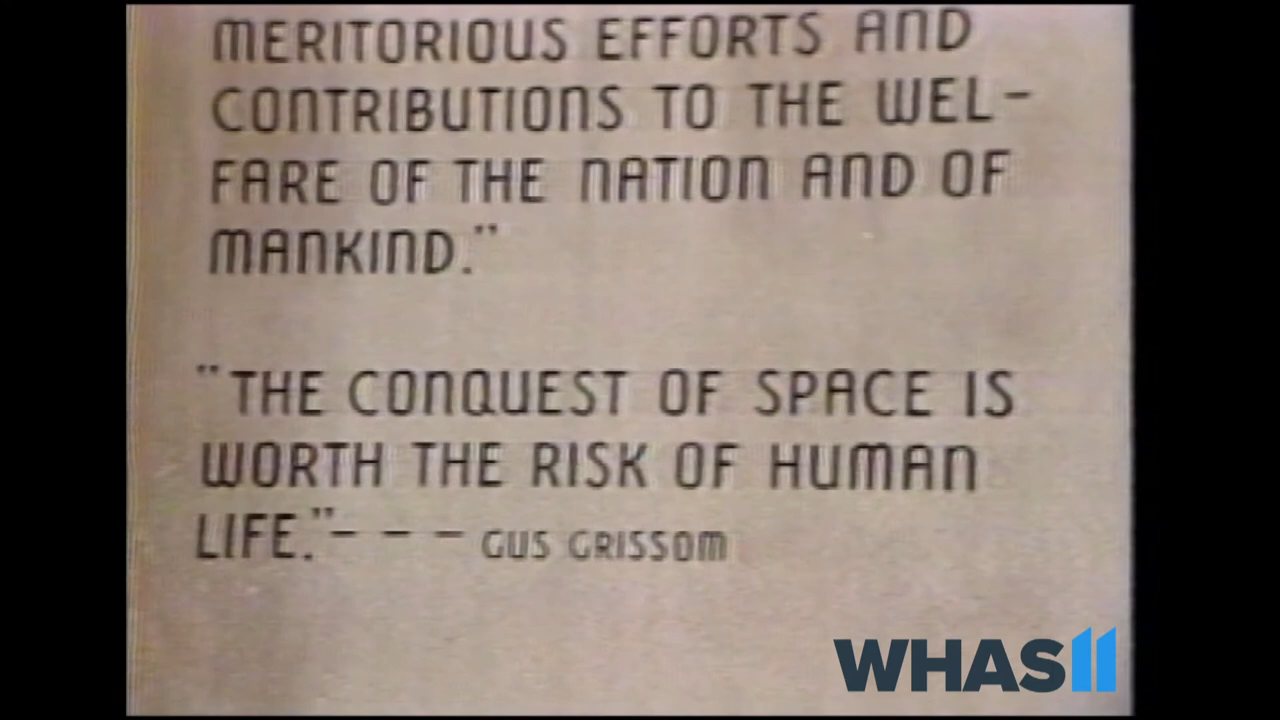 MERITORIOUS EFFORTS AND
CONTRIBUTIONS TO THE WEL-
FARE OF THE NATION AND OF
MANKIND."
"THE CONQUEST OF SPACE IS
WORTH THE RISK OF HUMAN
LIFE."- - - GUS GRISSOM
WHAS11